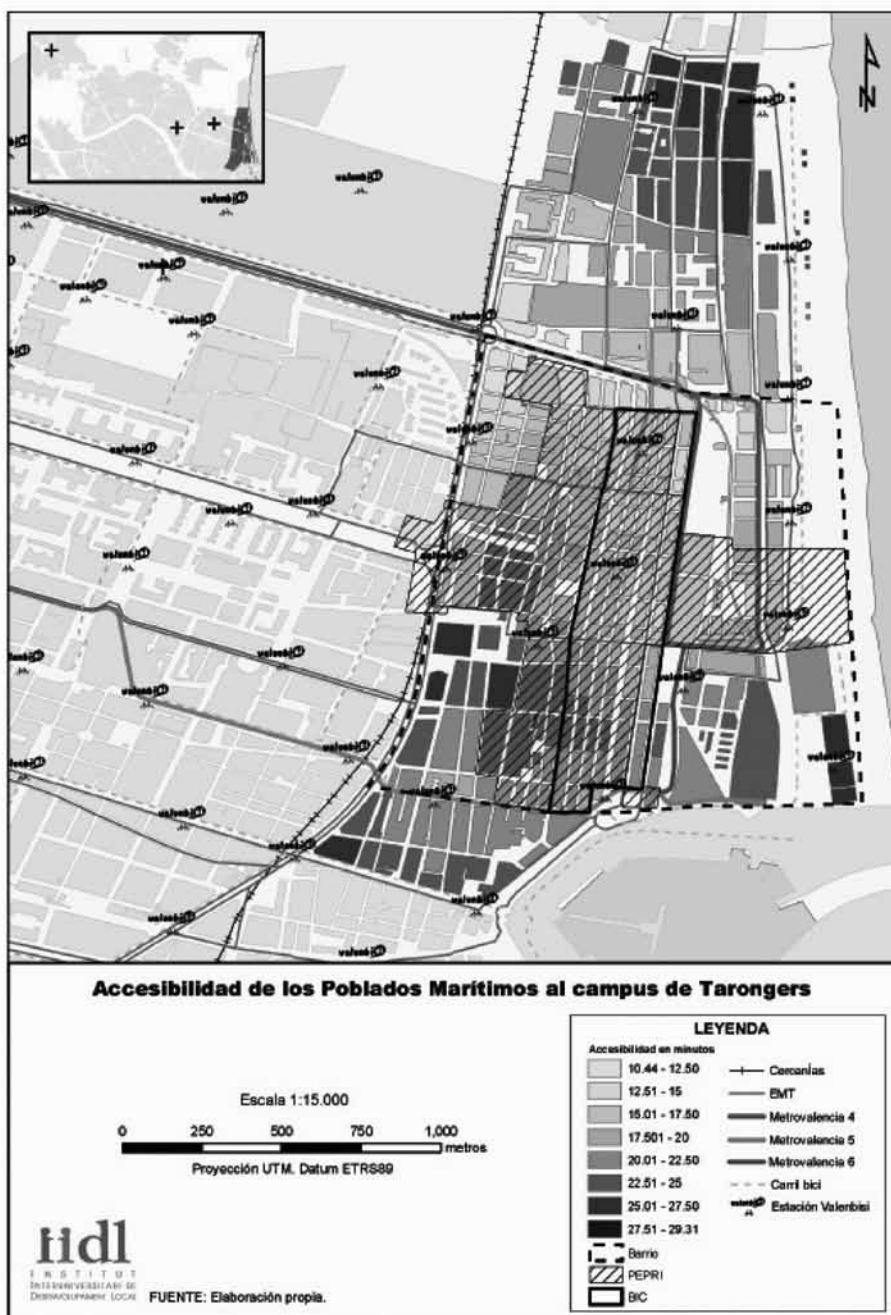 Accesibilidad de los Poblados Marítimos al campus de Tarongers
Escala 1:15.000
0 250 500 750 1,000
metros
Proyección UTM. Datum ETRS89
iidl
INSTITUT
INTERUNIVERSITARI DE
DESENVOLUPAMENT LOCAL
FUENTE: Elaboración propia.
LEYENDA
Accesibilidad en minutos
10.44 - 12.50
12.51 - 15
15.01 - 17.50
17.501 - 20
20.01 - 22.50
22.51 - 25
25.01 - 27.50
27.51 - 29.31
Barrio
PEPRI
BIC
Cercanías
EMT
Metrovalencia 4
Metrovalencia 5
Metrovalencia 6
Carril bici
Estación Valenbisi